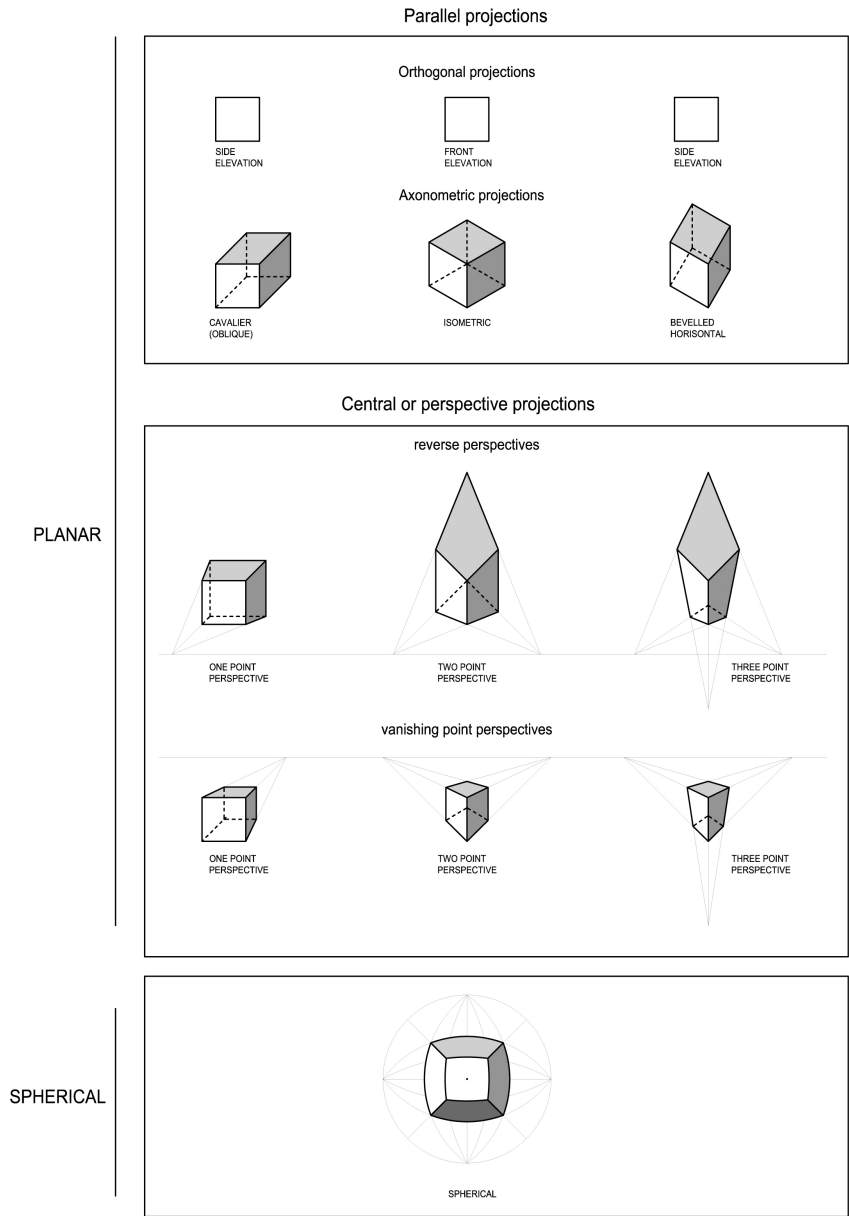 Parallel projections
Orthogonal projections
SIDE
ELEVATION
FRONT
ELEVATION
SIDE
ELEVATION
Axonometric projections
CAVALIER
(OBLIQUE)
ISOMETRIC
BEVELLED
HORISONTAL
PLANAR
Central or perspective projections
reverse perspectives
ONE POINT
PERSPECTIVE
TWO POINT
PERSPECTIVE
THREE POINT
PERSPECTIVE
vanishing point perspectives
ONE POINT
PERSPECTIVE
TWO POINT
PERSPECTIVE
THREE POINT
PERSPECTIVE
SPHERICAL
SPHERICAL